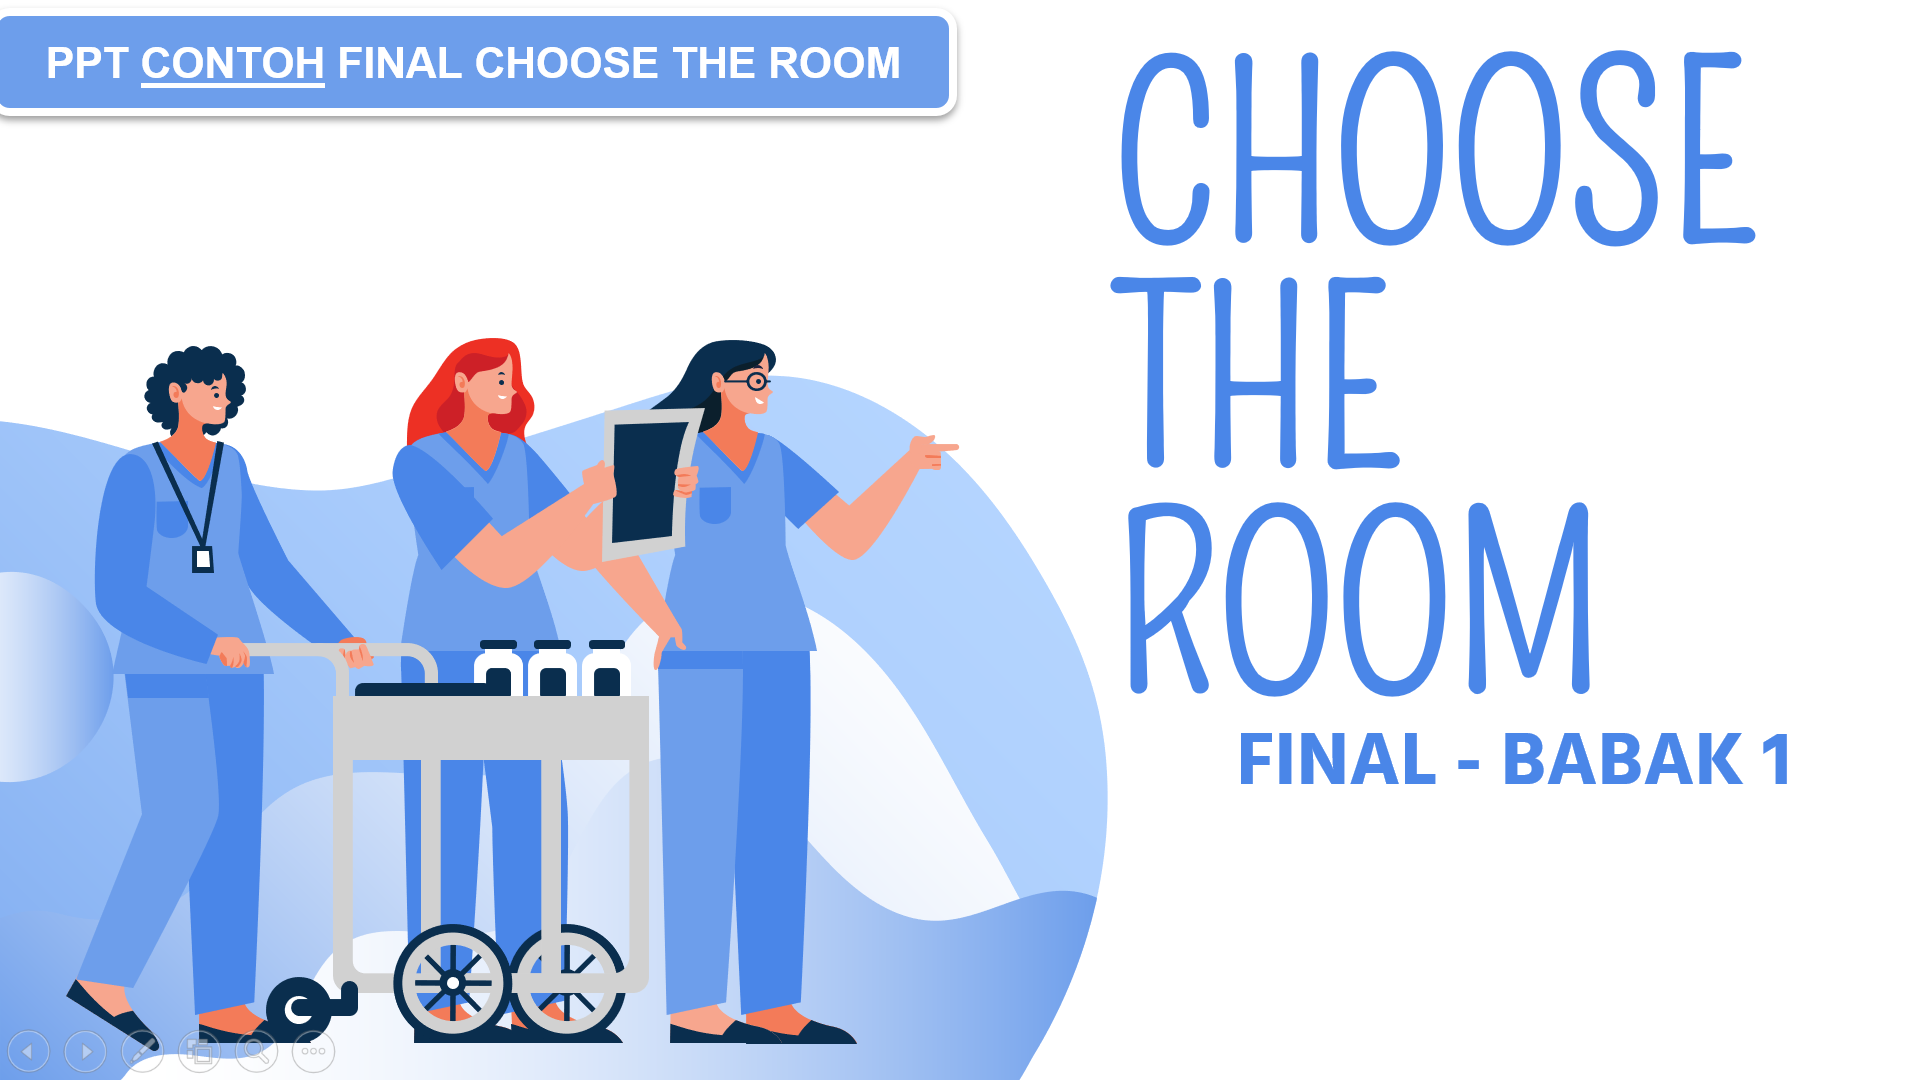 PPT CONTOH FINAL CHOOSE THE ROOM
CHOOSE
THE
ROOM
FINAL - BABAK 1